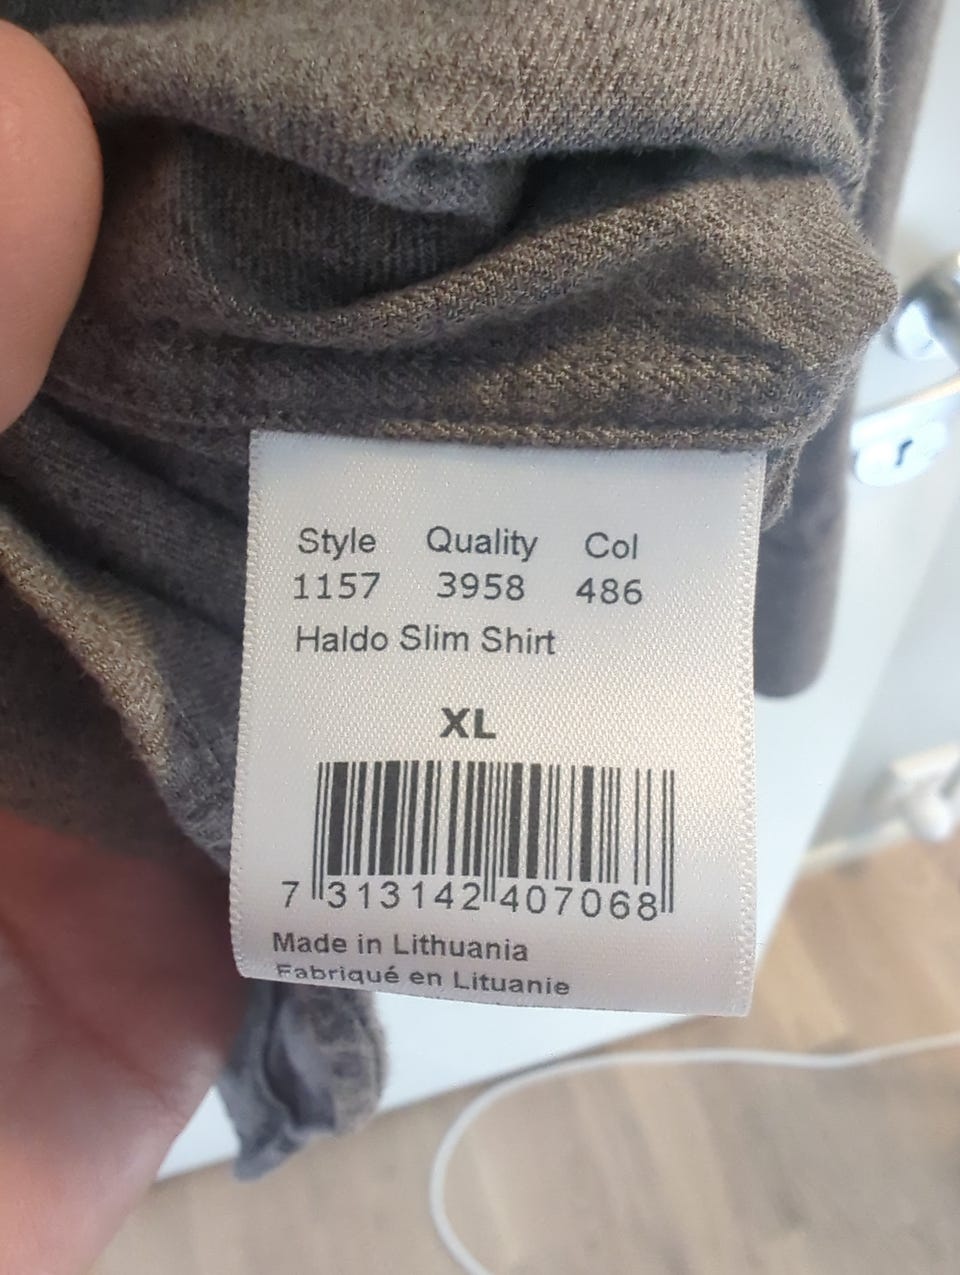 Style Quality Col
1157 3958 486
Haldo Slim Shirt
XL
7 313142 407068
Made in Lithuania
Fabriqué en Lituanie